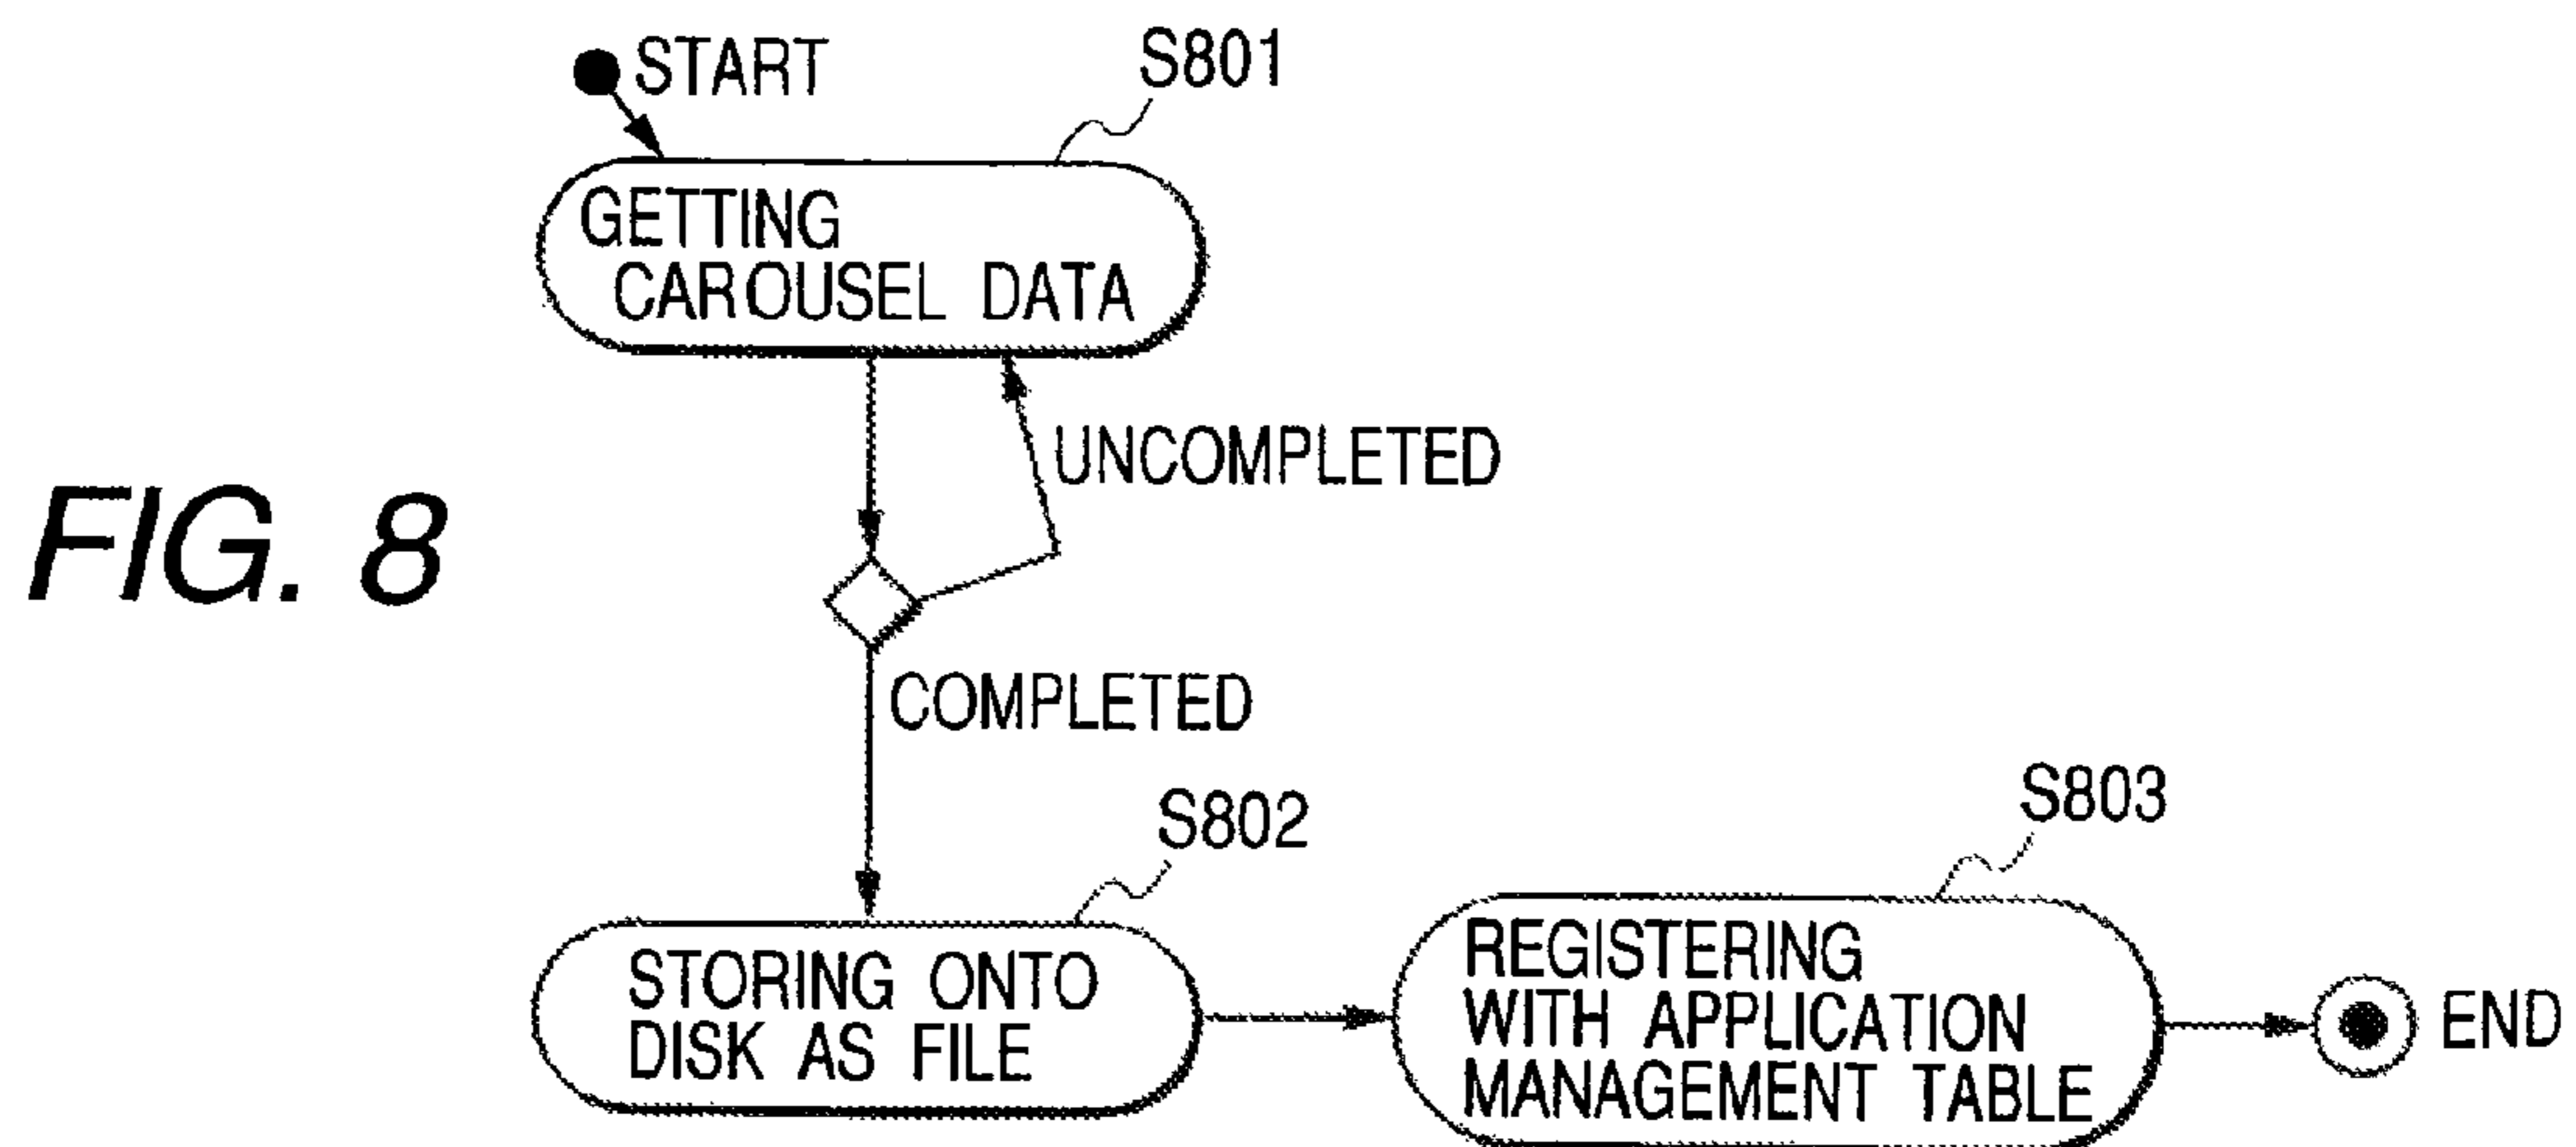 START
S801
GETTING
CAROUSEL DATA
UNCOMPLETED
FIG. 8
COMPLETED
S802
S803
STORING ONTO
DISK AS FILE
REGISTERING
WITH APPLICATION
MANAGEMENT TABLE
END